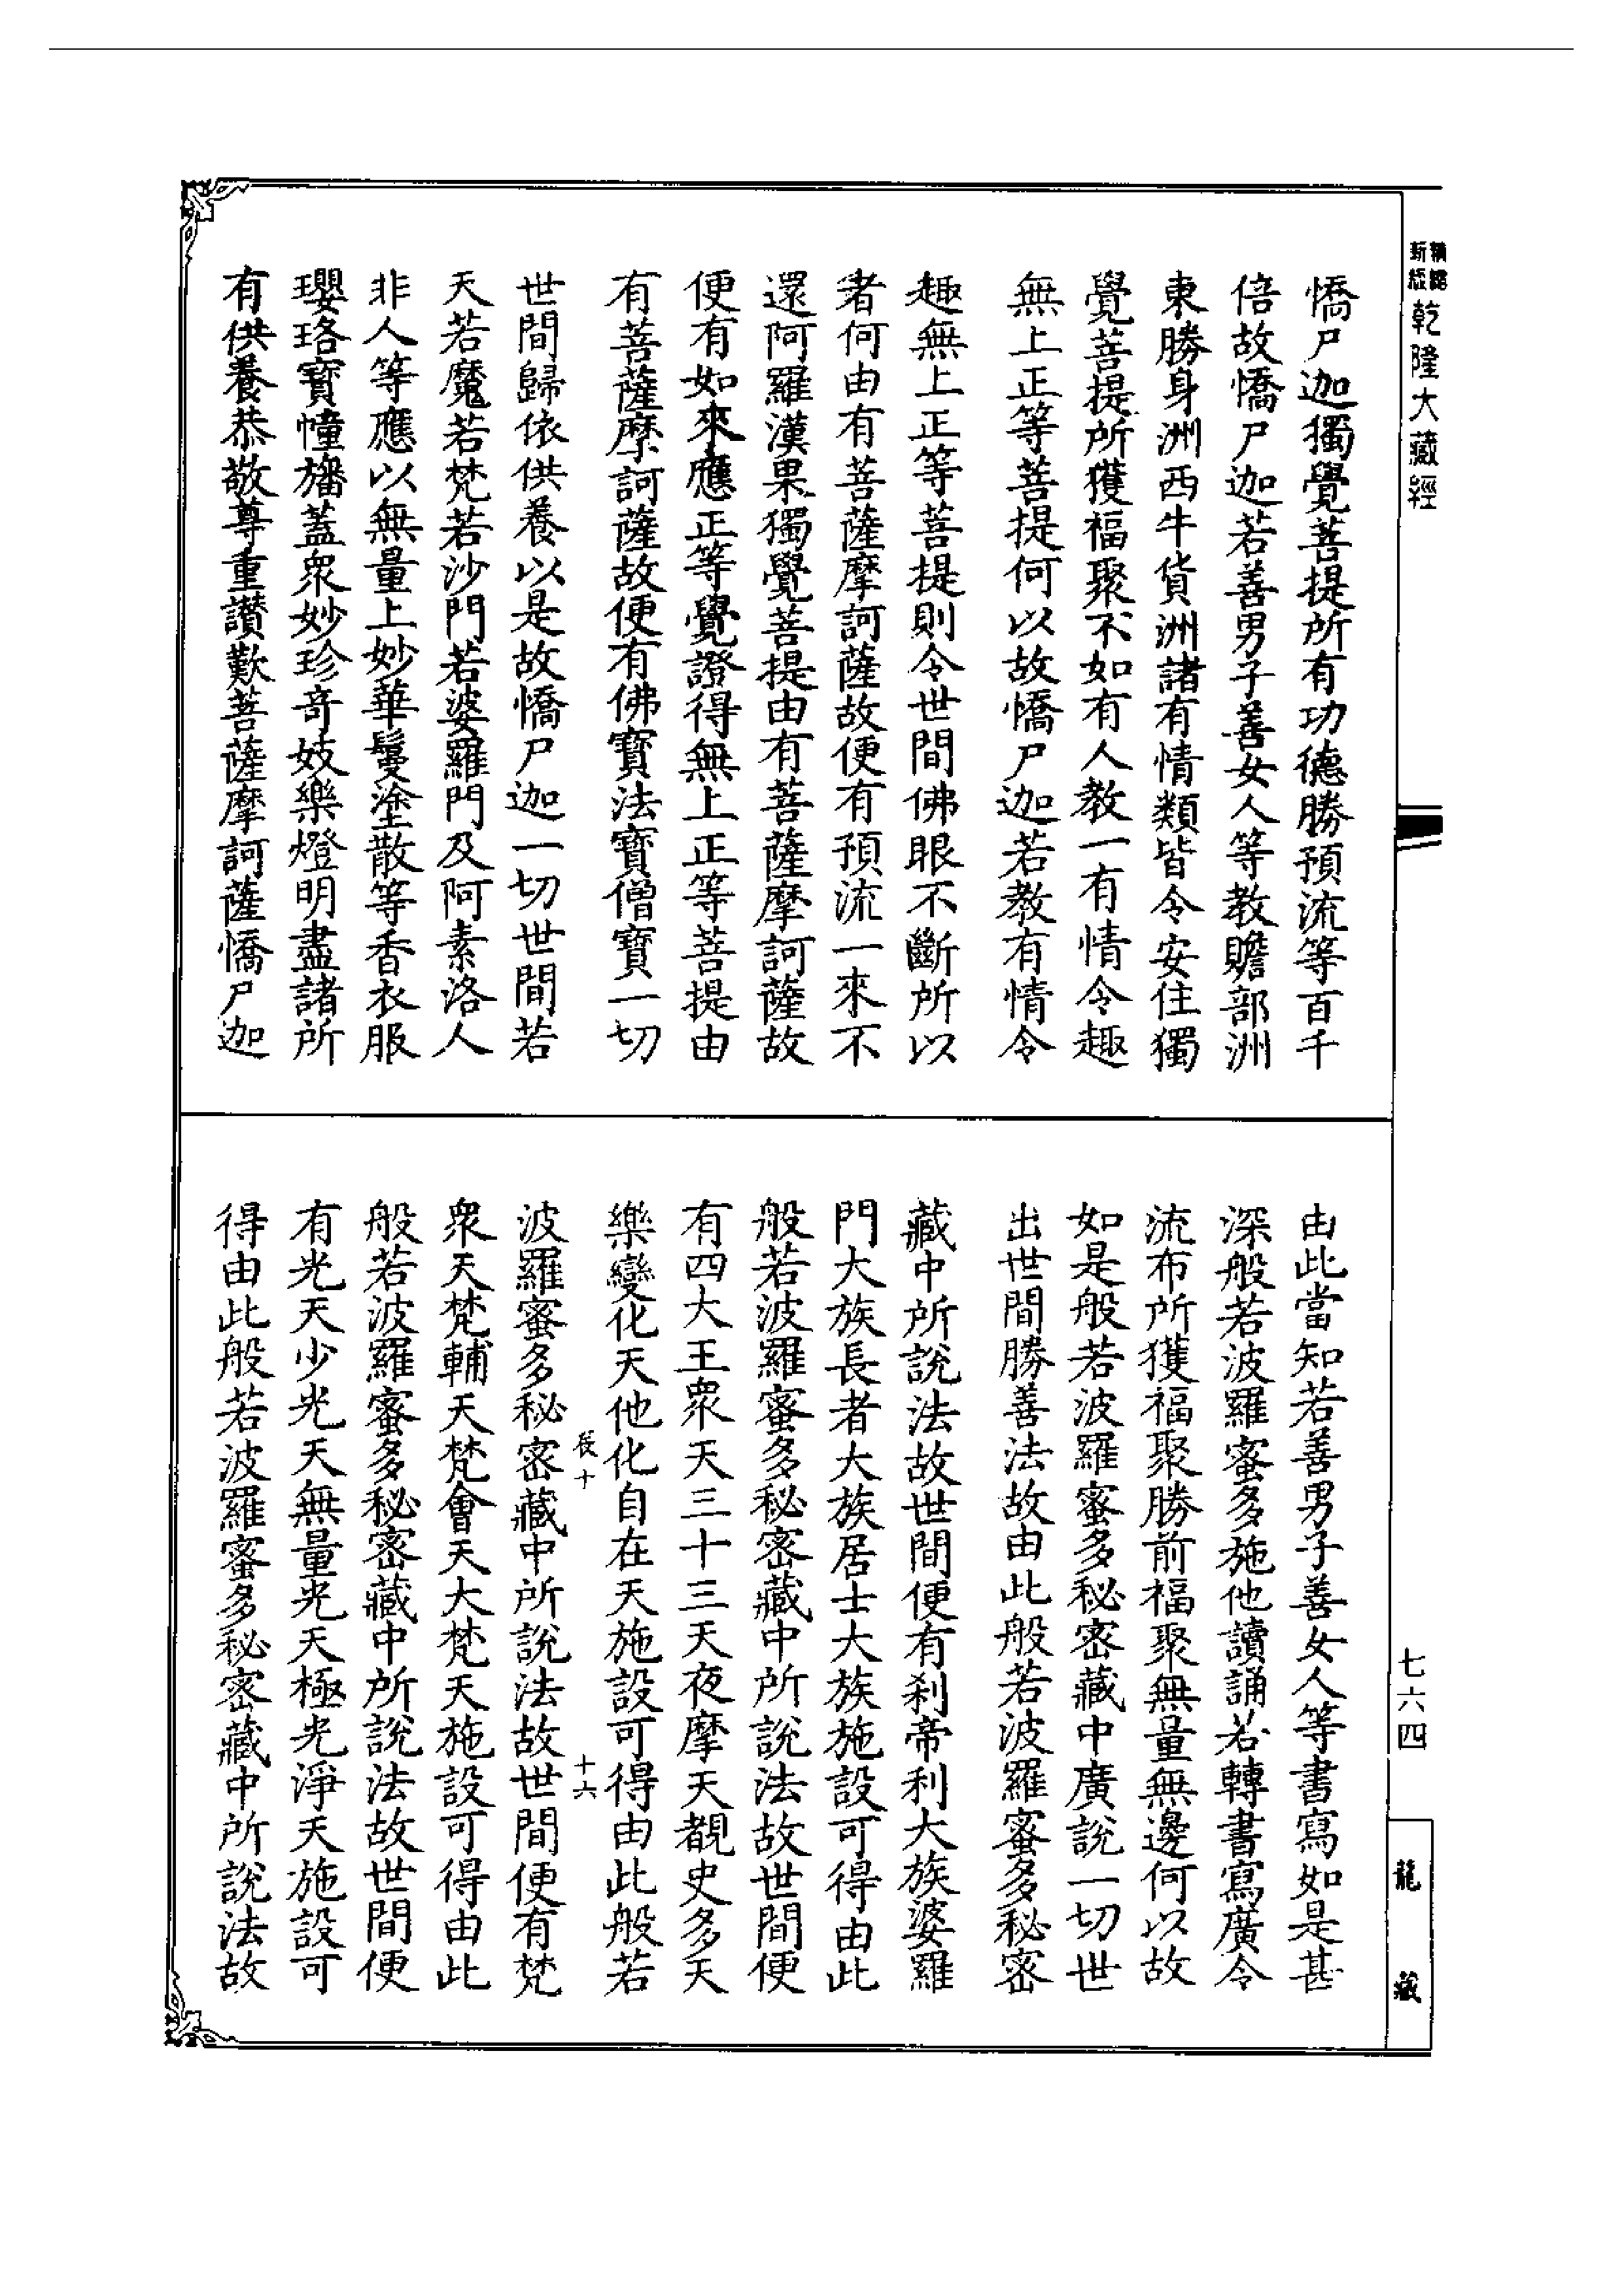 乾隆大藏經
憍尸迦獨覺菩提所有功德勝預流等百千
倍故憍尸迦若善男子善女人等教贍部洲
東勝身洲西牛貨洲諸有情類皆令安住獨
覺菩提所獲福聚不如有人教一有情令趣
無上正等菩提何以故憍尸迦若教有情令
趣無上正等菩提則令世間佛眼不斷所以
者何由有菩薩摩訶薩故便有預流一來不
還阿羅漢果獨覺菩提由有菩薩摩訶薩故
便有如來應正等覺證得無上正等菩提由
有菩薩摩訶薩故便有佛寶法寶僧寶一切
世間歸依供養以是故憍尸迦一切世間若
天若魔若梵若沙門若婆羅門及阿素洛人
非人等應以無量上妙華鬘塗散等香衣服
瓔珞寶幢旛蓋眾妙珍奇妓樂燈明盡諸所
有供養恭敬尊重讚歎菩薩摩訶薩憍尸迦
由此當知若善男子善女人等書寫如是甚
深般若波羅蜜多施他讀誦若轉書寫廣令
流布所獲福聚勝前福聚無量無邊何以故
如是般若波羅蜜多秘密藏中廣說一切世
出世間勝善法故由此般若波羅蜜多秘密
藏中所說法故世間便有剎帝利大族婆羅
門大族長者大族居士大族施設可得由此
般若波羅蜜多秘密藏中所說法故世間便
有四大王眾天三十三天夜摩天覩史多天
樂變化天他化自在天施設可得由此般若
辰十
十六
波羅蜜多秘密藏中所說法故世間便有梵
眾天梵輔天梵會天大梵天施設可得由此
般若波羅蜜多秘密藏中所說法故世間便
有光天少光天無量光天極光淨天施設可
得由此般若波羅蜜多秘密藏中所說法故
七六四
龍藏